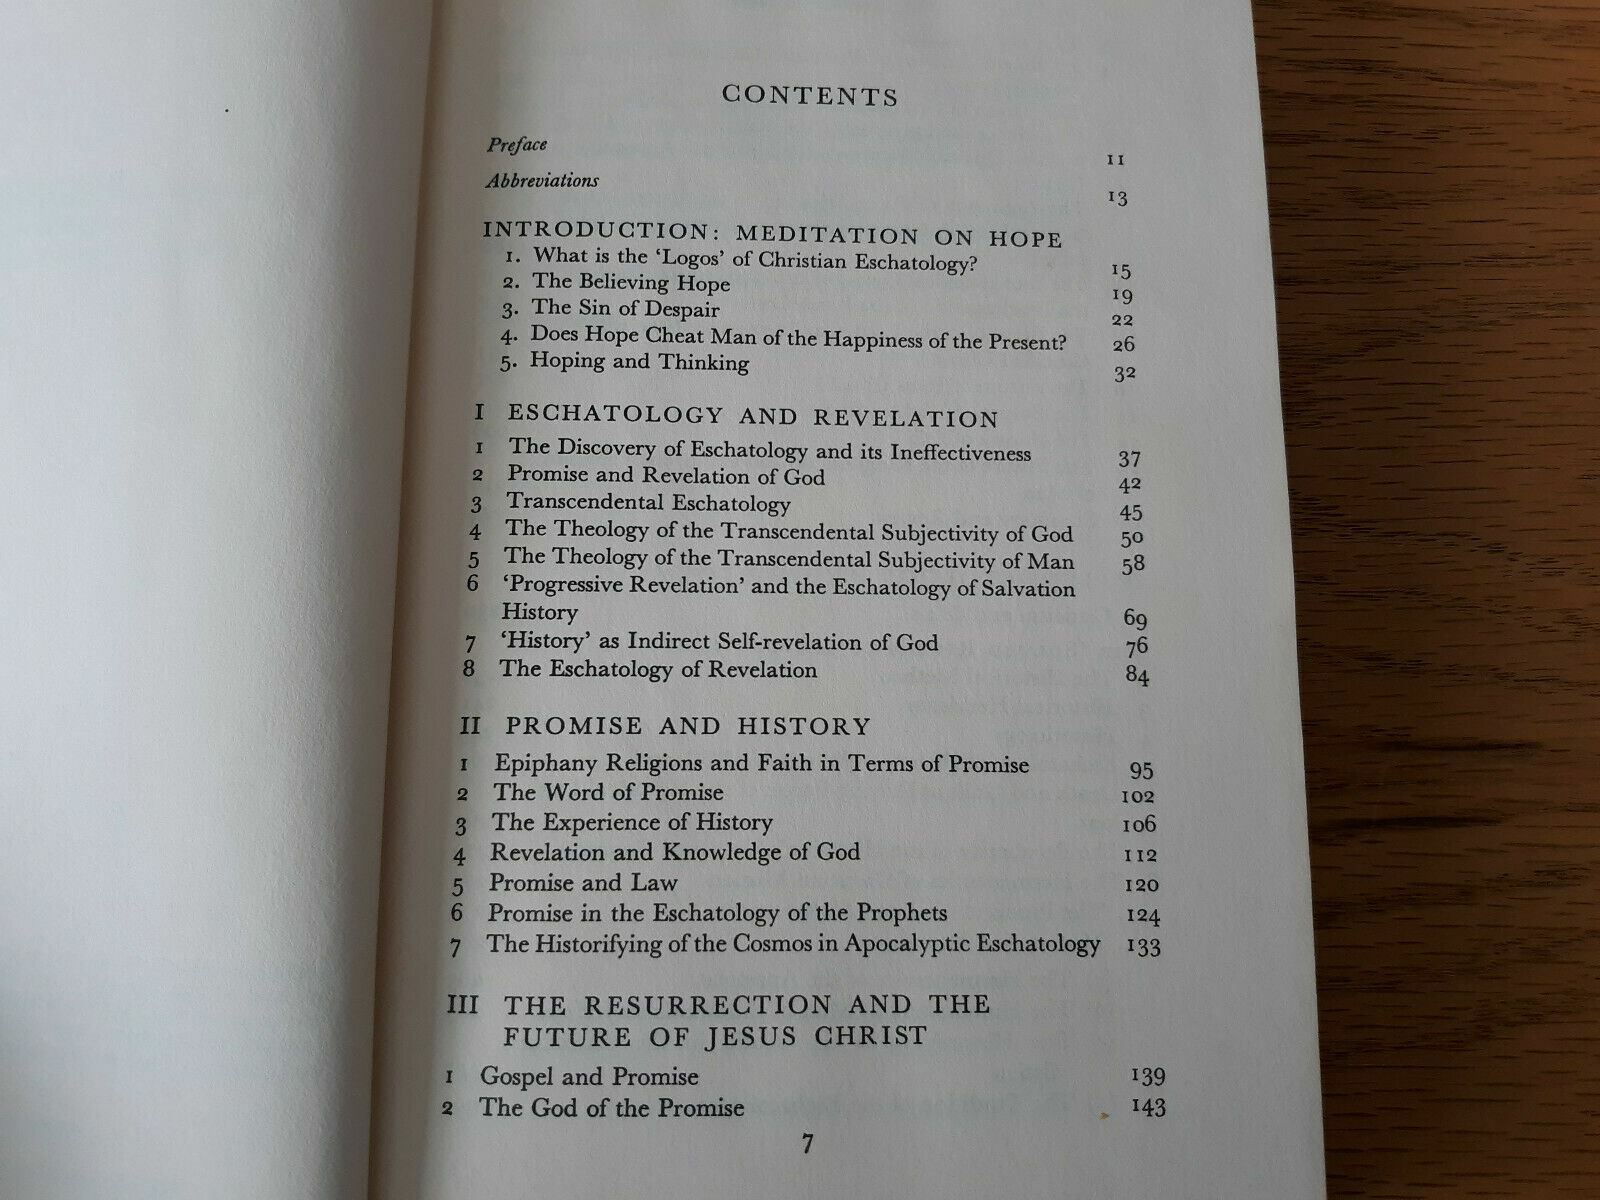 CONTENTS
Preface 11
Abbreviations 13
INTRODUCTION: MEDITATION ON HOPE
1. What is the ‘Logos’ of Christian Eschatology? 15
2. The Believing Hope 19
3. The Sin of Despair 22
4. Does Hope Cheat Man of the Happiness of the Present? 26
5. Hoping and Thinking 32
I ESCHATOLOGY AND REVELATION
1 The Discovery of Eschatology and its Ineffectiveness 37
2 Promise and Revelation of God 42
3 Transcendental Eschatology 45
4 The Theology of the Transcendental Subjectivity of God 50
5 The Theology of the Transcendental Subjectivity of Man 58
6 ‘Progressive Revelation’ and the Eschatology of Salvation
History 69
7 ‘History’ as Indirect Self-revelation of God 76
8 The Eschatology of Revelation 84
II PROMISE AND HISTORY
1 Epiphany Religions and Faith in Terms of Promise 95
2 The Word of Promise 102
3 The Experience of History 106
4 Revelation and Knowledge of God 112
5 Promise and Law 120
6 Promise in the Eschatology of the Prophets 124
7 The Historifying of the Cosmos in Apocalyptic Eschatology 133
III THE RESURRECTION AND THE
FUTURE OF JESUS CHRIST
1 Gospel and Promise 139
2 The God of the Promise 143
7